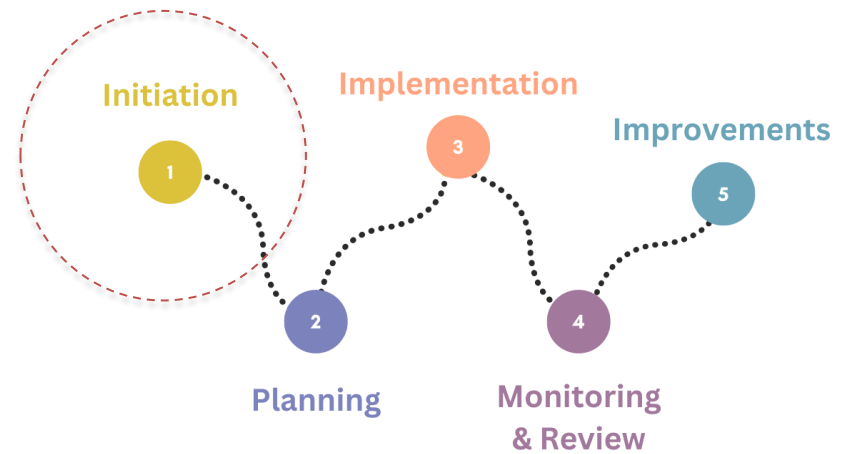 Initiation
1
2
Planning
Implementation
3
4
Monitoring
& Review
Improvements
5